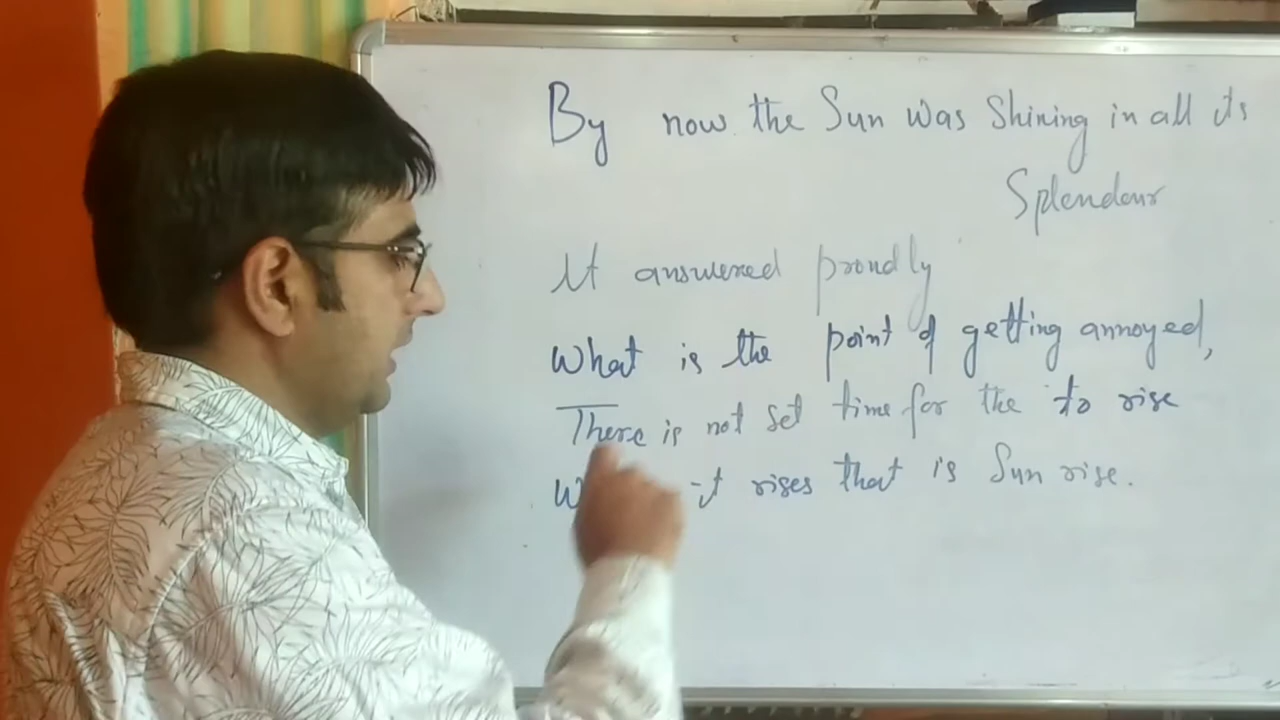 By now the Sun was Shining in all its
Splendour
It answered proudly
What is the point of getting annoyed,
There is not set time for the to rise
it rises that is Sun rise.